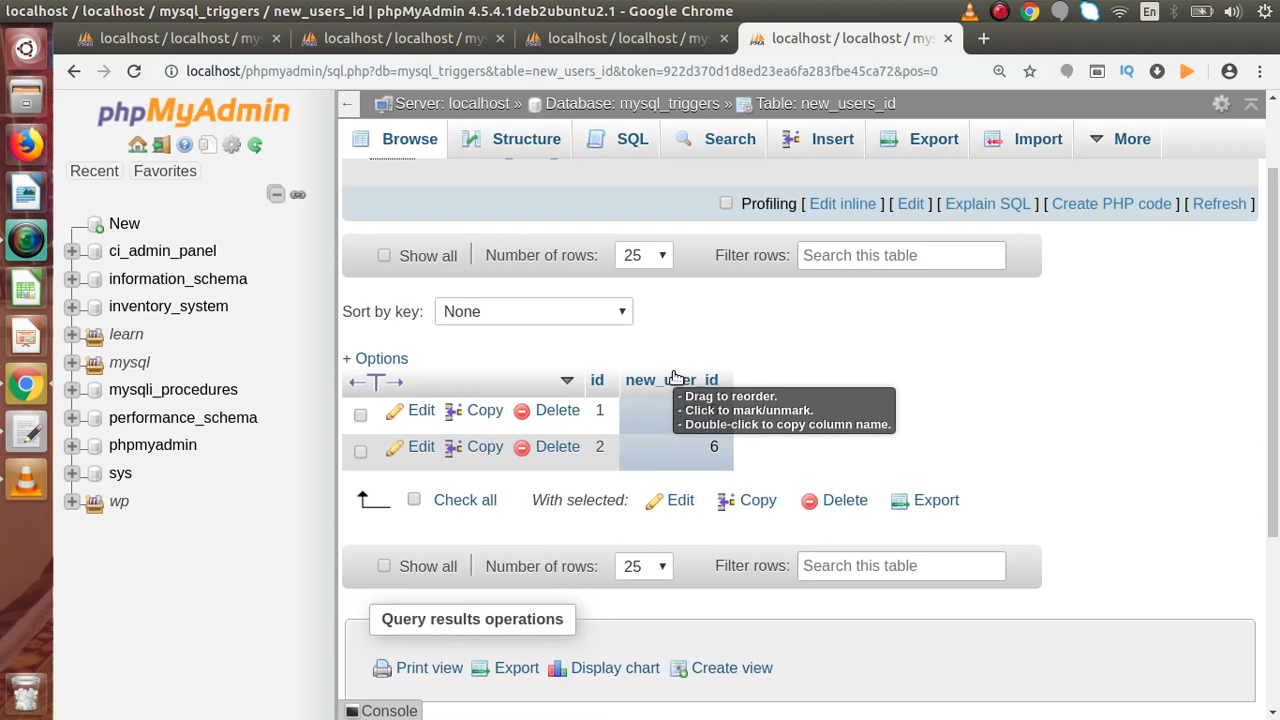 localhost / localhost / mysql_triggers / new_users_id | phpMyAdmin 4.5.4.1deb2ubuntu2.1 - Google Chrome
En
localhost / localhost / my
localhost / localhost / my
localhost / localhost / my
localhost / localhost / mys
localhost/phpmyadmin/sql.php?db=mysql_triggers&table=new_users_id&token=922d370d1d8ed23ea6fa283fbe45ca72&pos=0
IQ
phpMyAdmin
Recent
Favorites
New
ci_admin_panel
information_schema
inventory_system
learn
mysql
mysqli_procedures
performance_schema
phpmyadmin
sys
wp
Server: localhost » Database: mysql_triggers » Table: new_users_id
Browse Structure SQL Search Insert Export Import More
Profiling [ Edit inline ] [ Edit ] [ Explain SQL ] [ Create PHP code ] [ Refresh ]
Show all Number of rows: 25 Filter rows: Search this table
Sort by key: None
+ Options
id new_user_id
- Drag to reorder.
- Click to mark/unmark.
- Double-click to copy column name.
Edit Copy Delete 1
Edit Copy Delete 2 6
Check all With selected: Edit Copy Delete Export
Show all Number of rows: 25 Filter rows: Search this table
Query results operations
Print view Export Display chart Create view
Console